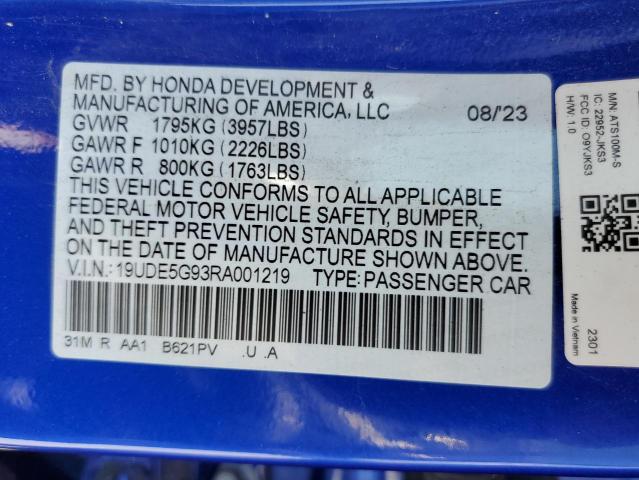 MFD. BY HONDA DEVELOPMENT &
MANUFACTURING OF AMERICA, LLC 08/'23
GVWR 1795KG (3957LBS)
GAWR F 1010KG (2226LBS)
GAWR R 800KG (1763LBS)
THIS VEHICLE CONFORMS TO ALL APPLICABLE
FEDERAL MOTOR VEHICLE SAFETY, BUMPER,
AND THEFT PREVENTION STANDARDS IN EFFECT
ON THE DATE OF MANUFACTURE SHOWN ABOVE.
V.I.N.: 19UDE5G93RA001219 TYPE: PASSENGER CAR
31M R AA1 B621PV .U .A
M/N: ATS100M-S
IC: 22952-JKS3
FCC ID: O9YJKS3
H/W: 1.0
2301
Made in Vietnam